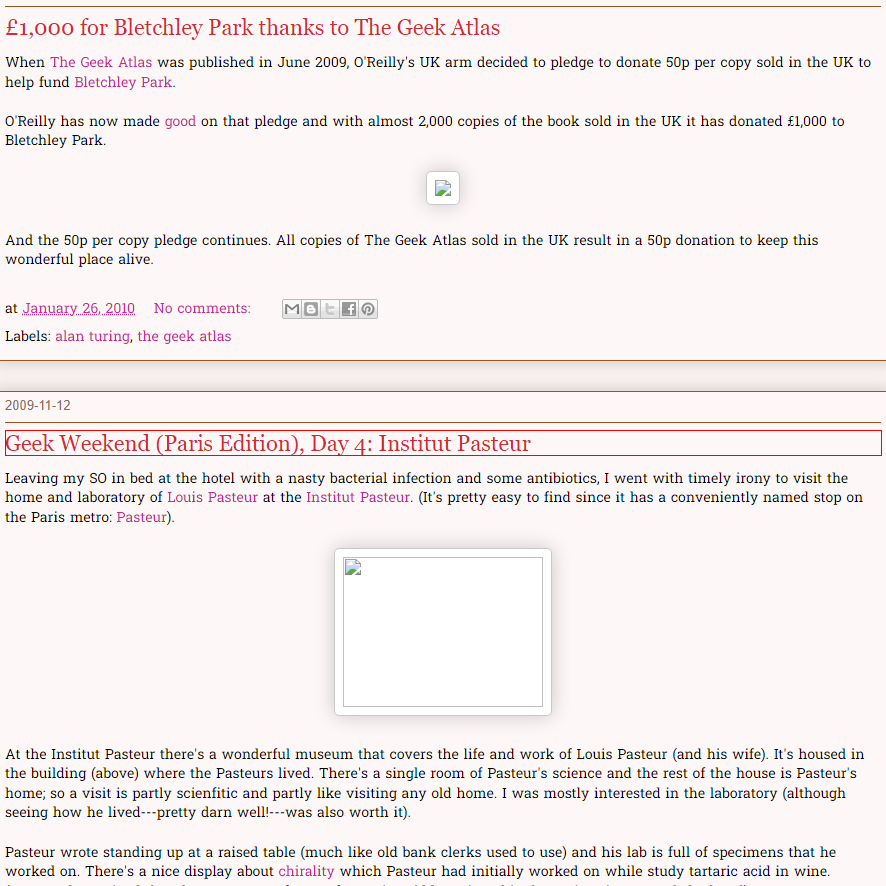 £1,000 for Bletchley Park thanks to The Geek Atlas
When The Geek Atlas was published in June 2009, O'Reilly's UK arm decided to pledge to donate 50p per copy sold in the UK to
help fund Bletchley Park.
O'Reilly has now made good on that pledge and with almost 2,000 copies of the book sold in the UK it has donated £1,000 to
Bletchley Park.
And the 50p per copy pledge continues. All copies of The Geek Atlas sold in the UK result in a 50p donation to keep this
wonderful place alive.
at January 26, 2010 No comments:
Labels: alan turing, the geek atlas
2009-11-12
Geek Weekend (Paris Edition), Day 4: Institut Pasteur
Leaving my SO in bed at the hotel with a nasty bacterial infection and some antibiotics, I went with timely irony to visit the
home and laboratory of Louis Pasteur at the Institut Pasteur. (It's pretty easy to find since it has a conveniently named stop on
the Paris metro: Pasteur).
At the Institut Pasteur there's a wonderful museum that covers the life and work of Louis Pasteur (and his wife). It's housed in
the building (above) where the Pasteurs lived. There's a single room of Pasteur's science and the rest of the house is Pasteur's
home; so a visit is partly scienfitic and partly like visiting any old home. I was mostly interested in the laboratory (although
seeing how he lived---pretty darn well!---was also worth it).
Pasteur wrote standing up at a raised table (much like old bank clerks used to use) and his lab is full of specimens that he
worked on. There's a nice display about chirality which Pasteur had initially worked on while study tartaric acid in wine.